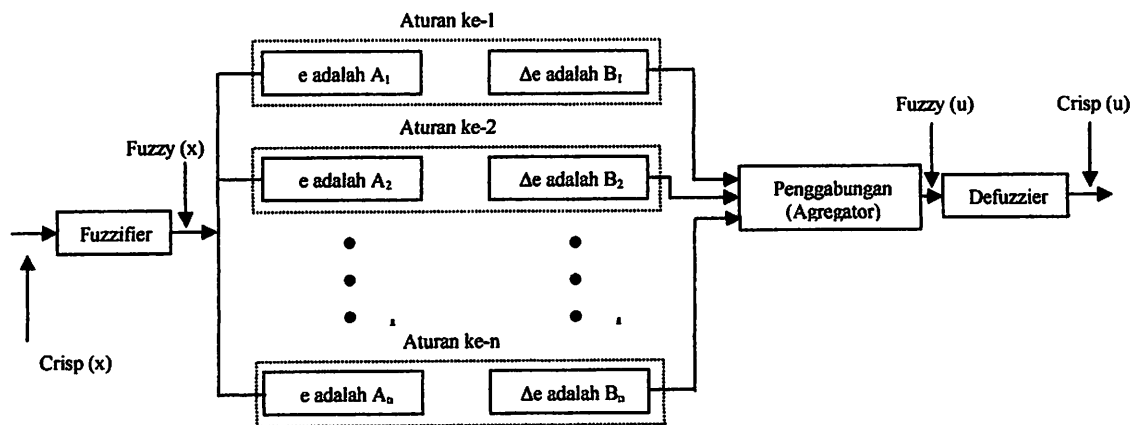 Aturan ke-1
e adalah A₁
Δe adalah B₁
Aturan ke-2
Fuzzy (x)
e adalah A₂
Δe adalah B₂
Fuzzy (u)
Crisp (u)
Penggabungan
(Agregator)
Defuzzier
Fuzzifier
Crisp (x)
Aturan ke-n
e adalah Aₙ
Δe adalah Bₙ